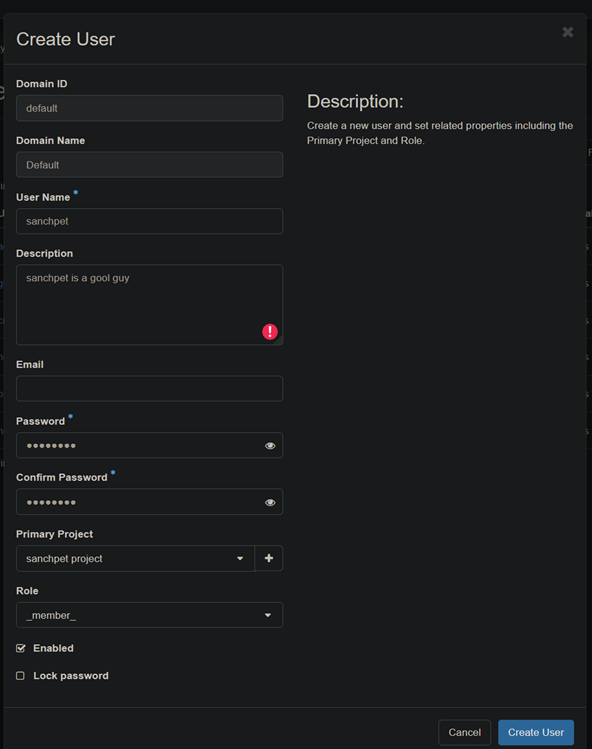 Create User
Domain ID
default
Domain Name
Default
User Name *
sanchpet
Description
sanchpet is a gool guy
Email
Password *
Confirm Password *
Primary Project
sanchpet project
Role
_member_
Enabled
Lock password
Description:
Create a new user and set related properties including the
Primary Project and Role.
Cancel
Create User